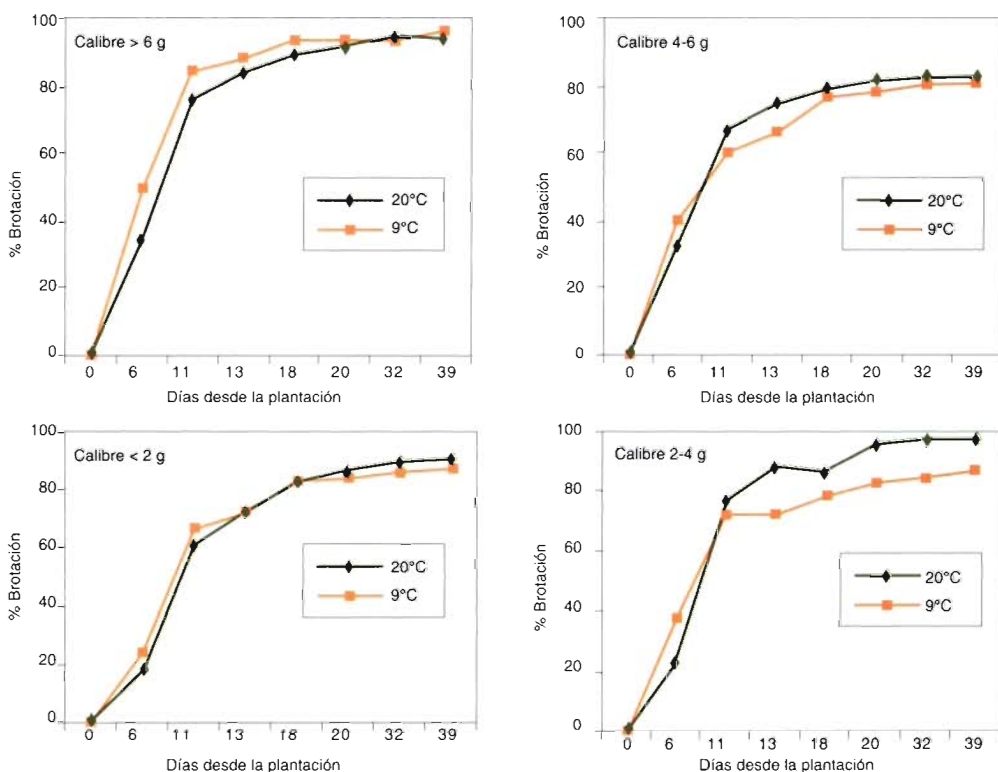 Calibre > 6 g
% Brotación
100
80
60
40
20
0
20°C
9°C
0 6 11 13 18 20 32 39
Días desde la plantación
Calibre 4-6 g
% Brotación
100
80
60
40
20
0
20°C
9°C
0 6 11 13 18 20 32 39
Días desde la plantación
Calibre < 2 g
% Brotación
100
80
60
40
20
0
20°C
9°C
0 6 11 13 18 20 32 39
Días desde la plantación
Calibre 2-4 g
% Brotación
100
80
60
40
20
0
20°C
9°C
0 6 11 13 18 20 32 39
Días desde la plantación